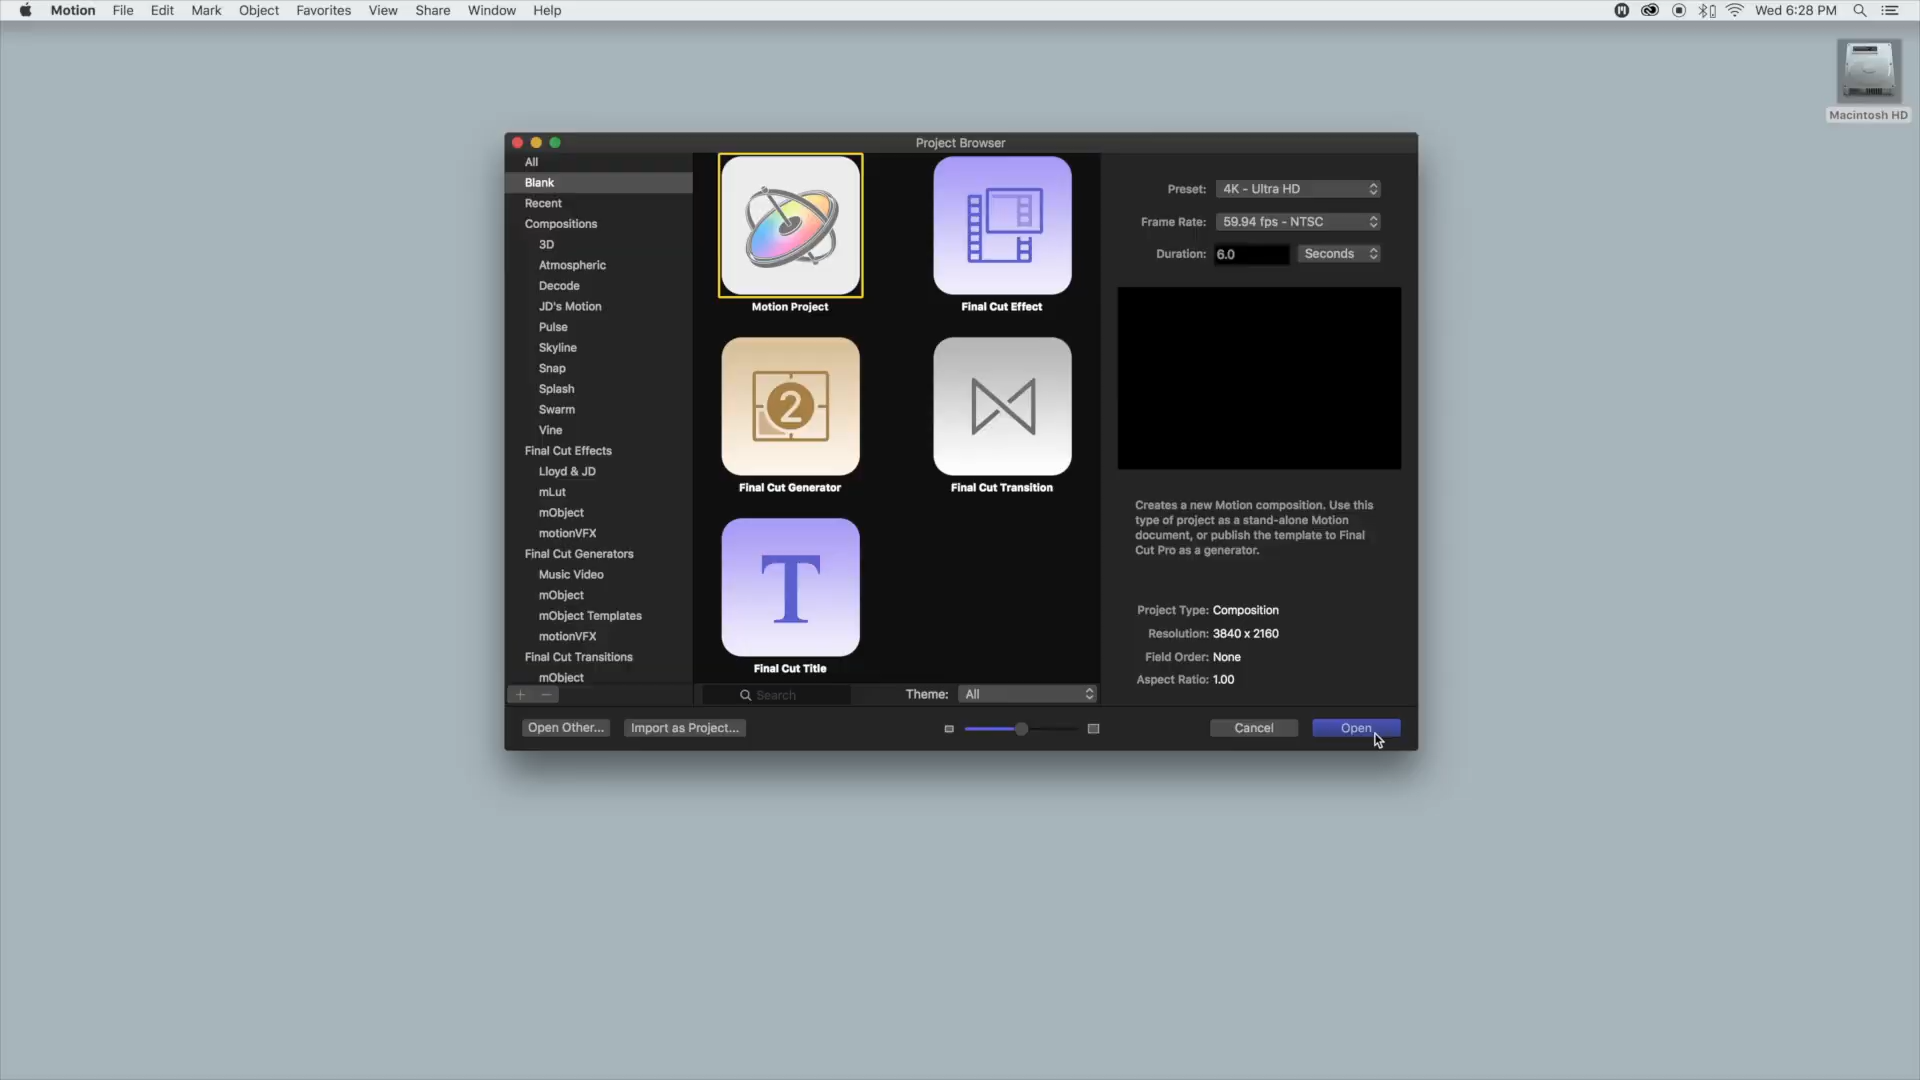 Motion File Edit Mark Object Favorites View Share Window Help
Wed 6:28 PM
Macintosh HD
Project Browser
All
Blank
Recent
Compositions
3D
Atmospheric
Decode
JD's Motion
Pulse
Skyline
Snap
Splash
Swarm
Vine
Final Cut Effects
Lloyd & JD
mLut
mObject
motionVFX
Final Cut Generators
Music Video
mObject
mObject Templates
motionVFX
Final Cut Transitions
mObject
Motion Project
Final Cut Effect
2
Final Cut Generator
Final Cut Transition
T
Final Cut Title
Search
Theme: All
Preset: 4K - Ultra HD
Frame Rate: 59.94 fps - NTSC
Duration: 6.0 Seconds
Creates a new Motion composition. Use this
type of project as a stand-alone Motion
document, or publish the template to Final
Cut Pro as a generator.
Project Type: Composition
Resolution: 3840 x 2160
Field Order: None
Aspect Ratio: 1.00
Open Other... Import as Project...
Cancel Open